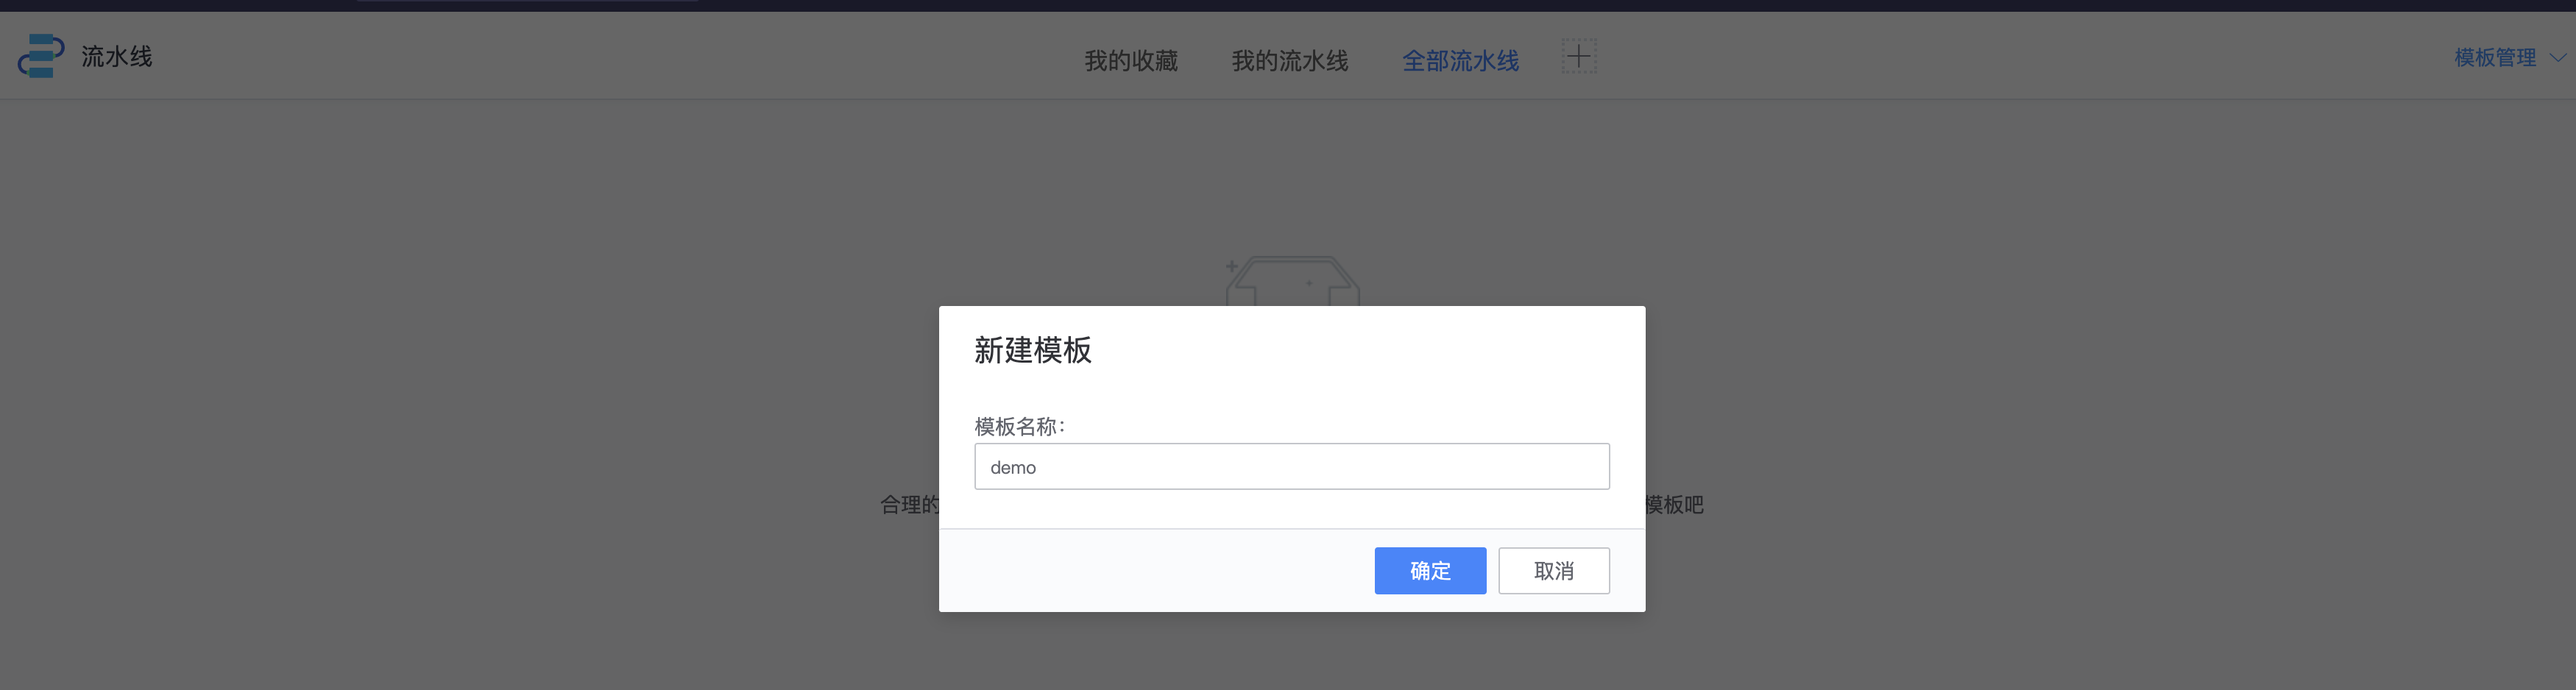 流水线
我的收藏 我的流水线 全部流水线
模板管理
新建模板
模板名称:
demo
合理的
模板吧
确定 取消